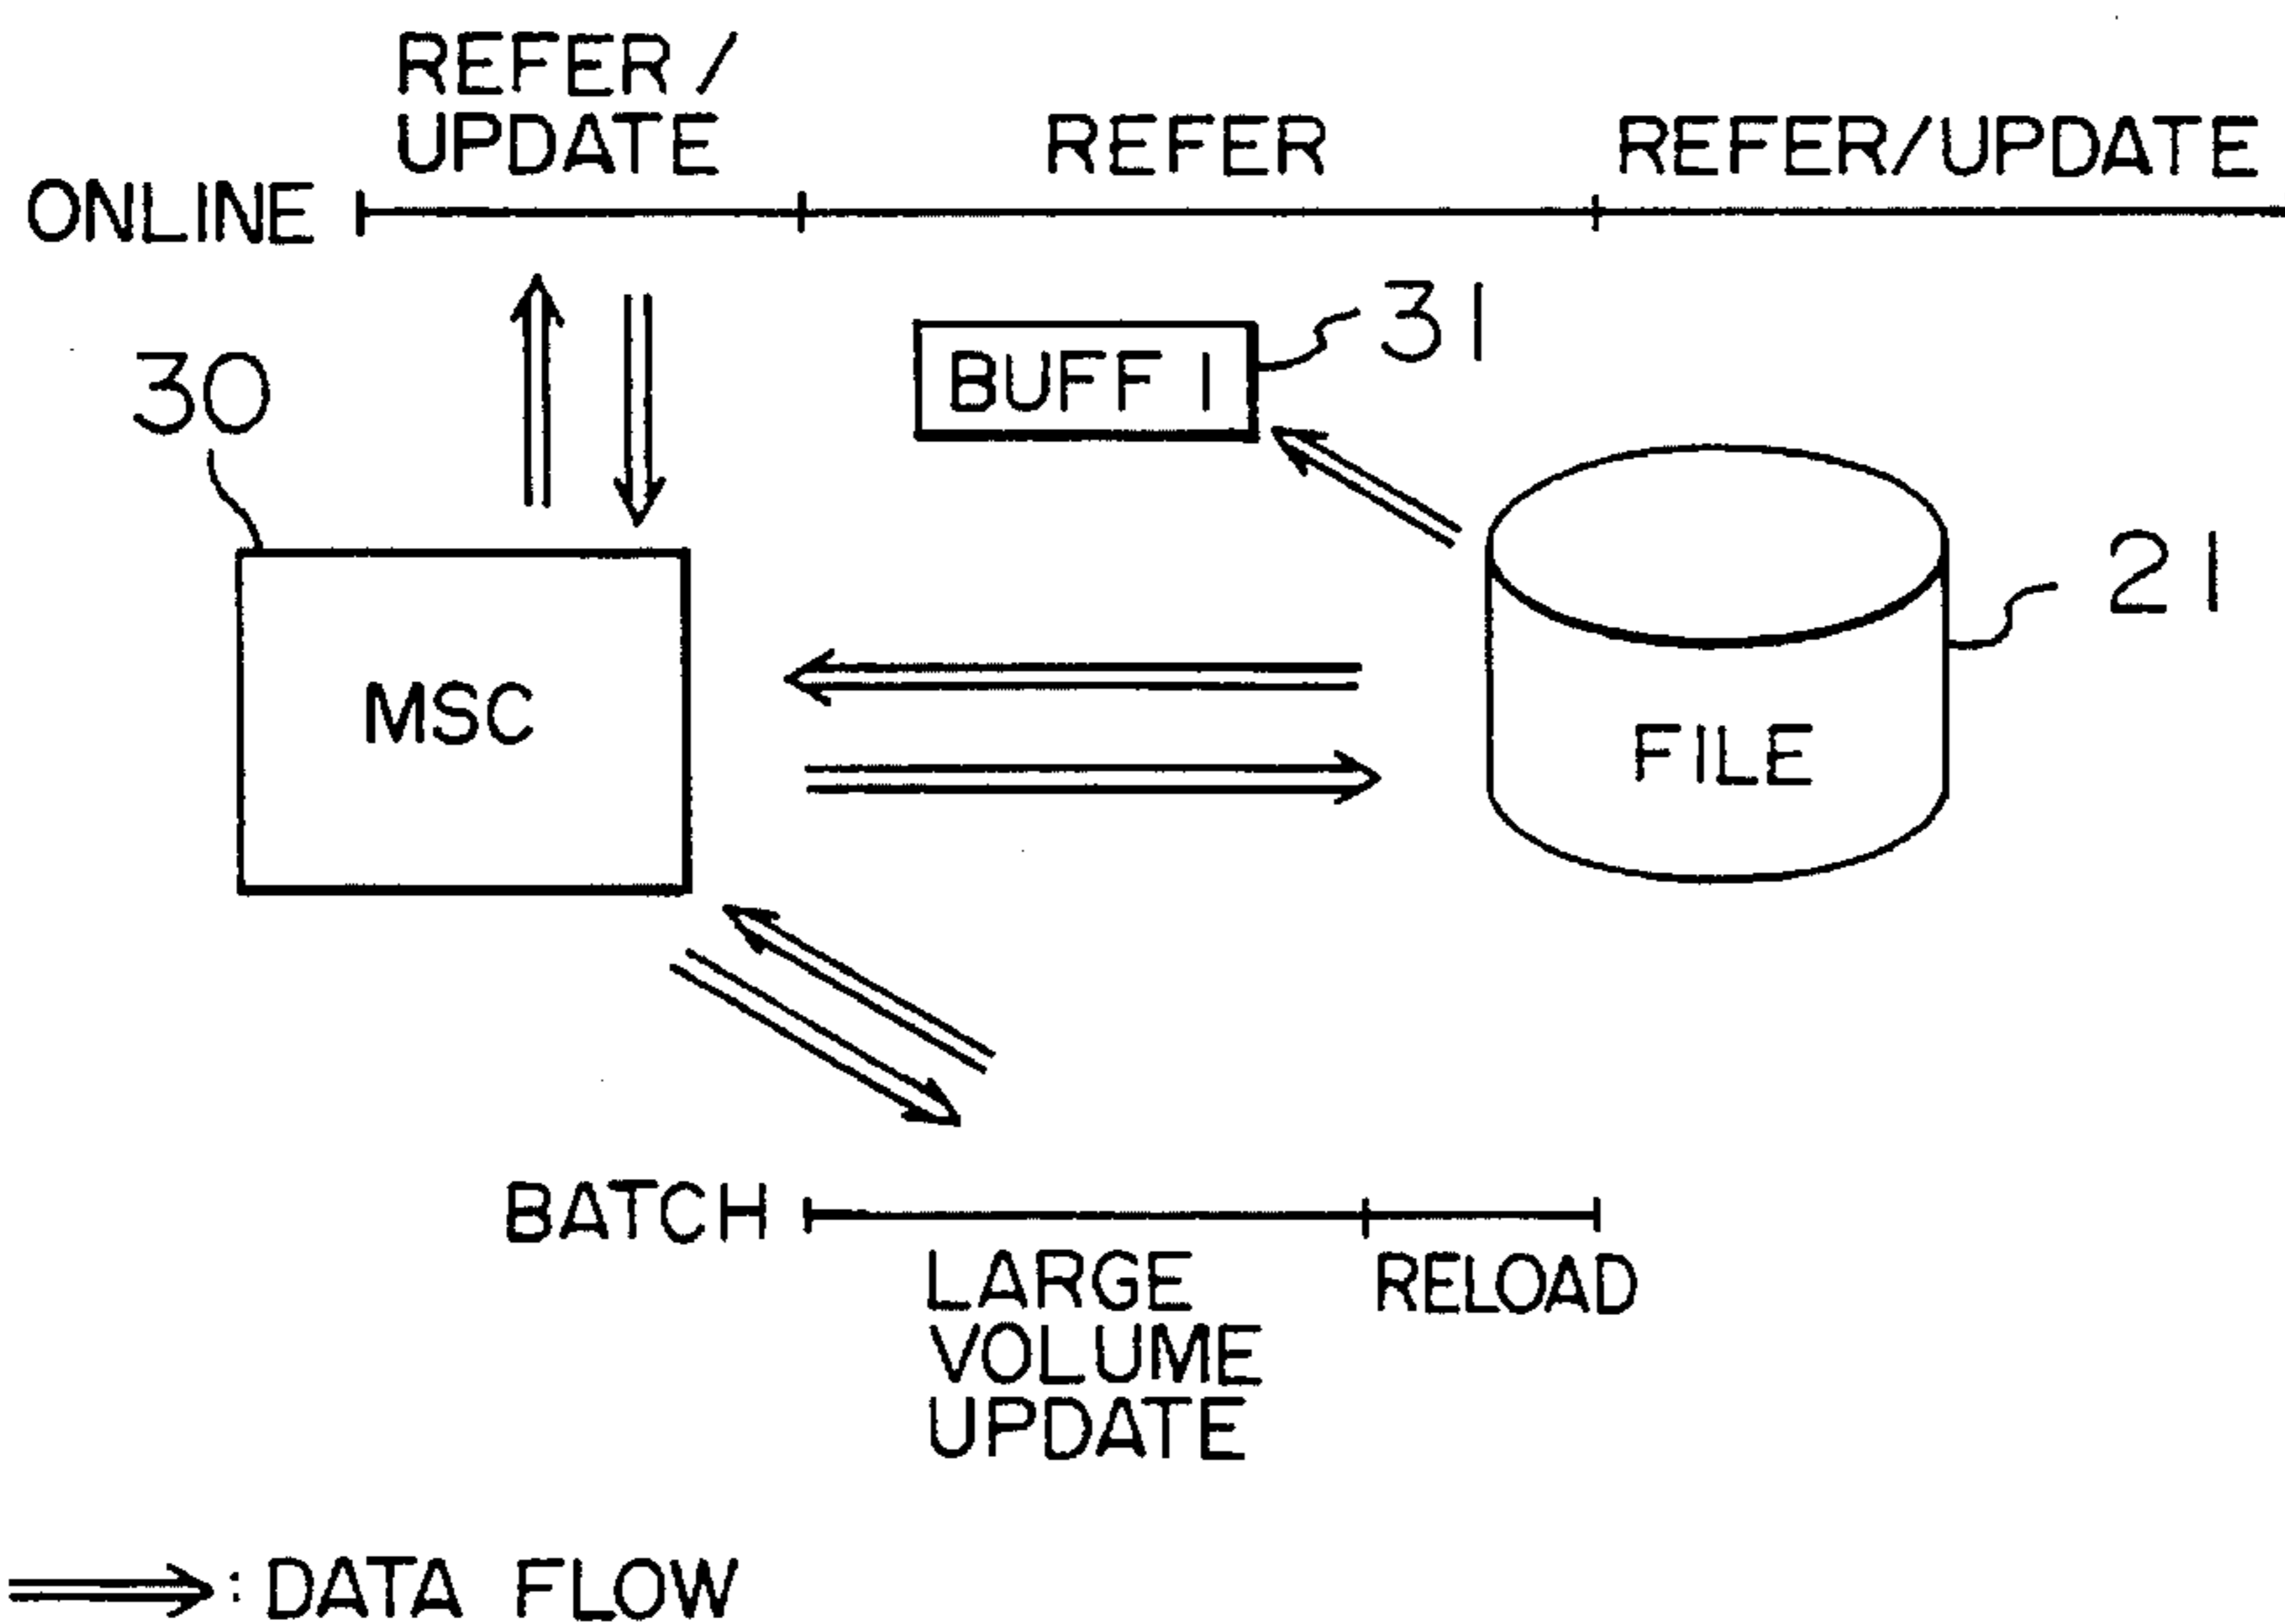 REFER/
UPDATE
REFER
REFER/UPDATE
ONLINE
31
BUFF 1
30
21
MSC
FILE
BATCH
LARGE
VOLUME
UPDATE
RELOAD
: DATA FLOW